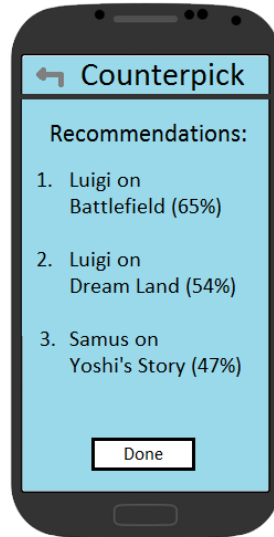 Counterpick
Recommendations:
1. Luigi on
Battlefield (65%)
2. Luigi on
Dream Land (54%)
3. Samus on
Yoshi's Story (47%)
Done